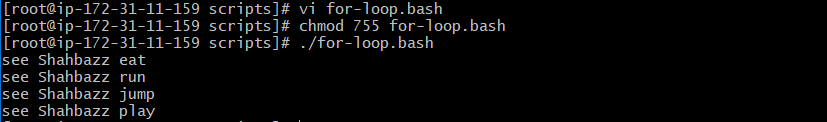 [root@ip-172-31-11-159 scripts]# vi for-loop.bash
[root@ip-172-31-11-159 scripts]# chmod 755 for-loop.bash
[root@ip-172-31-11-159 scripts]# ./for-loop.bash
see Shahbazz eat
see Shahbazz run
see Shahbazz jump
see Shahbazz play